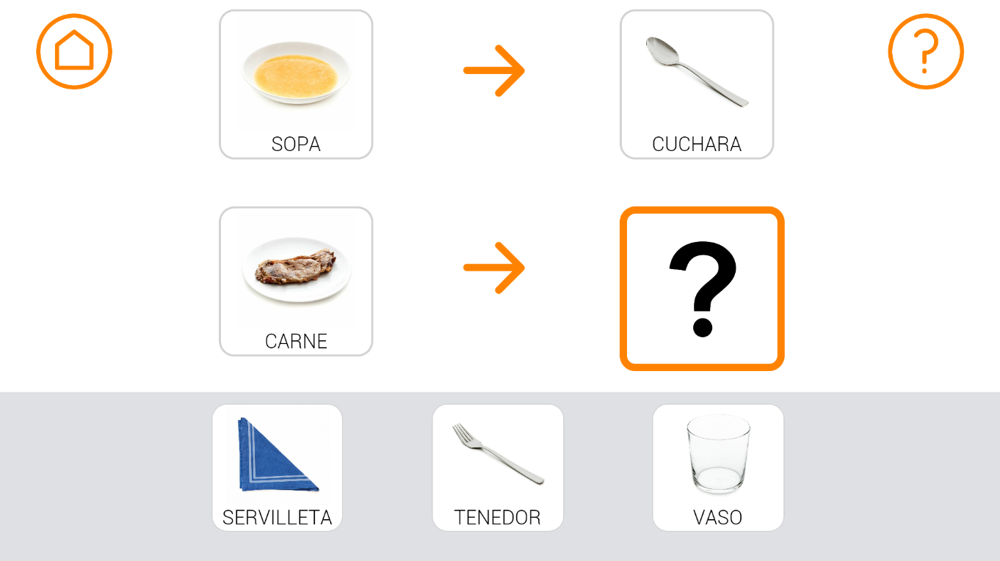 SOPA
CUCHARA
CARNE
?
SERVILLETA
TENEDOR
VASO